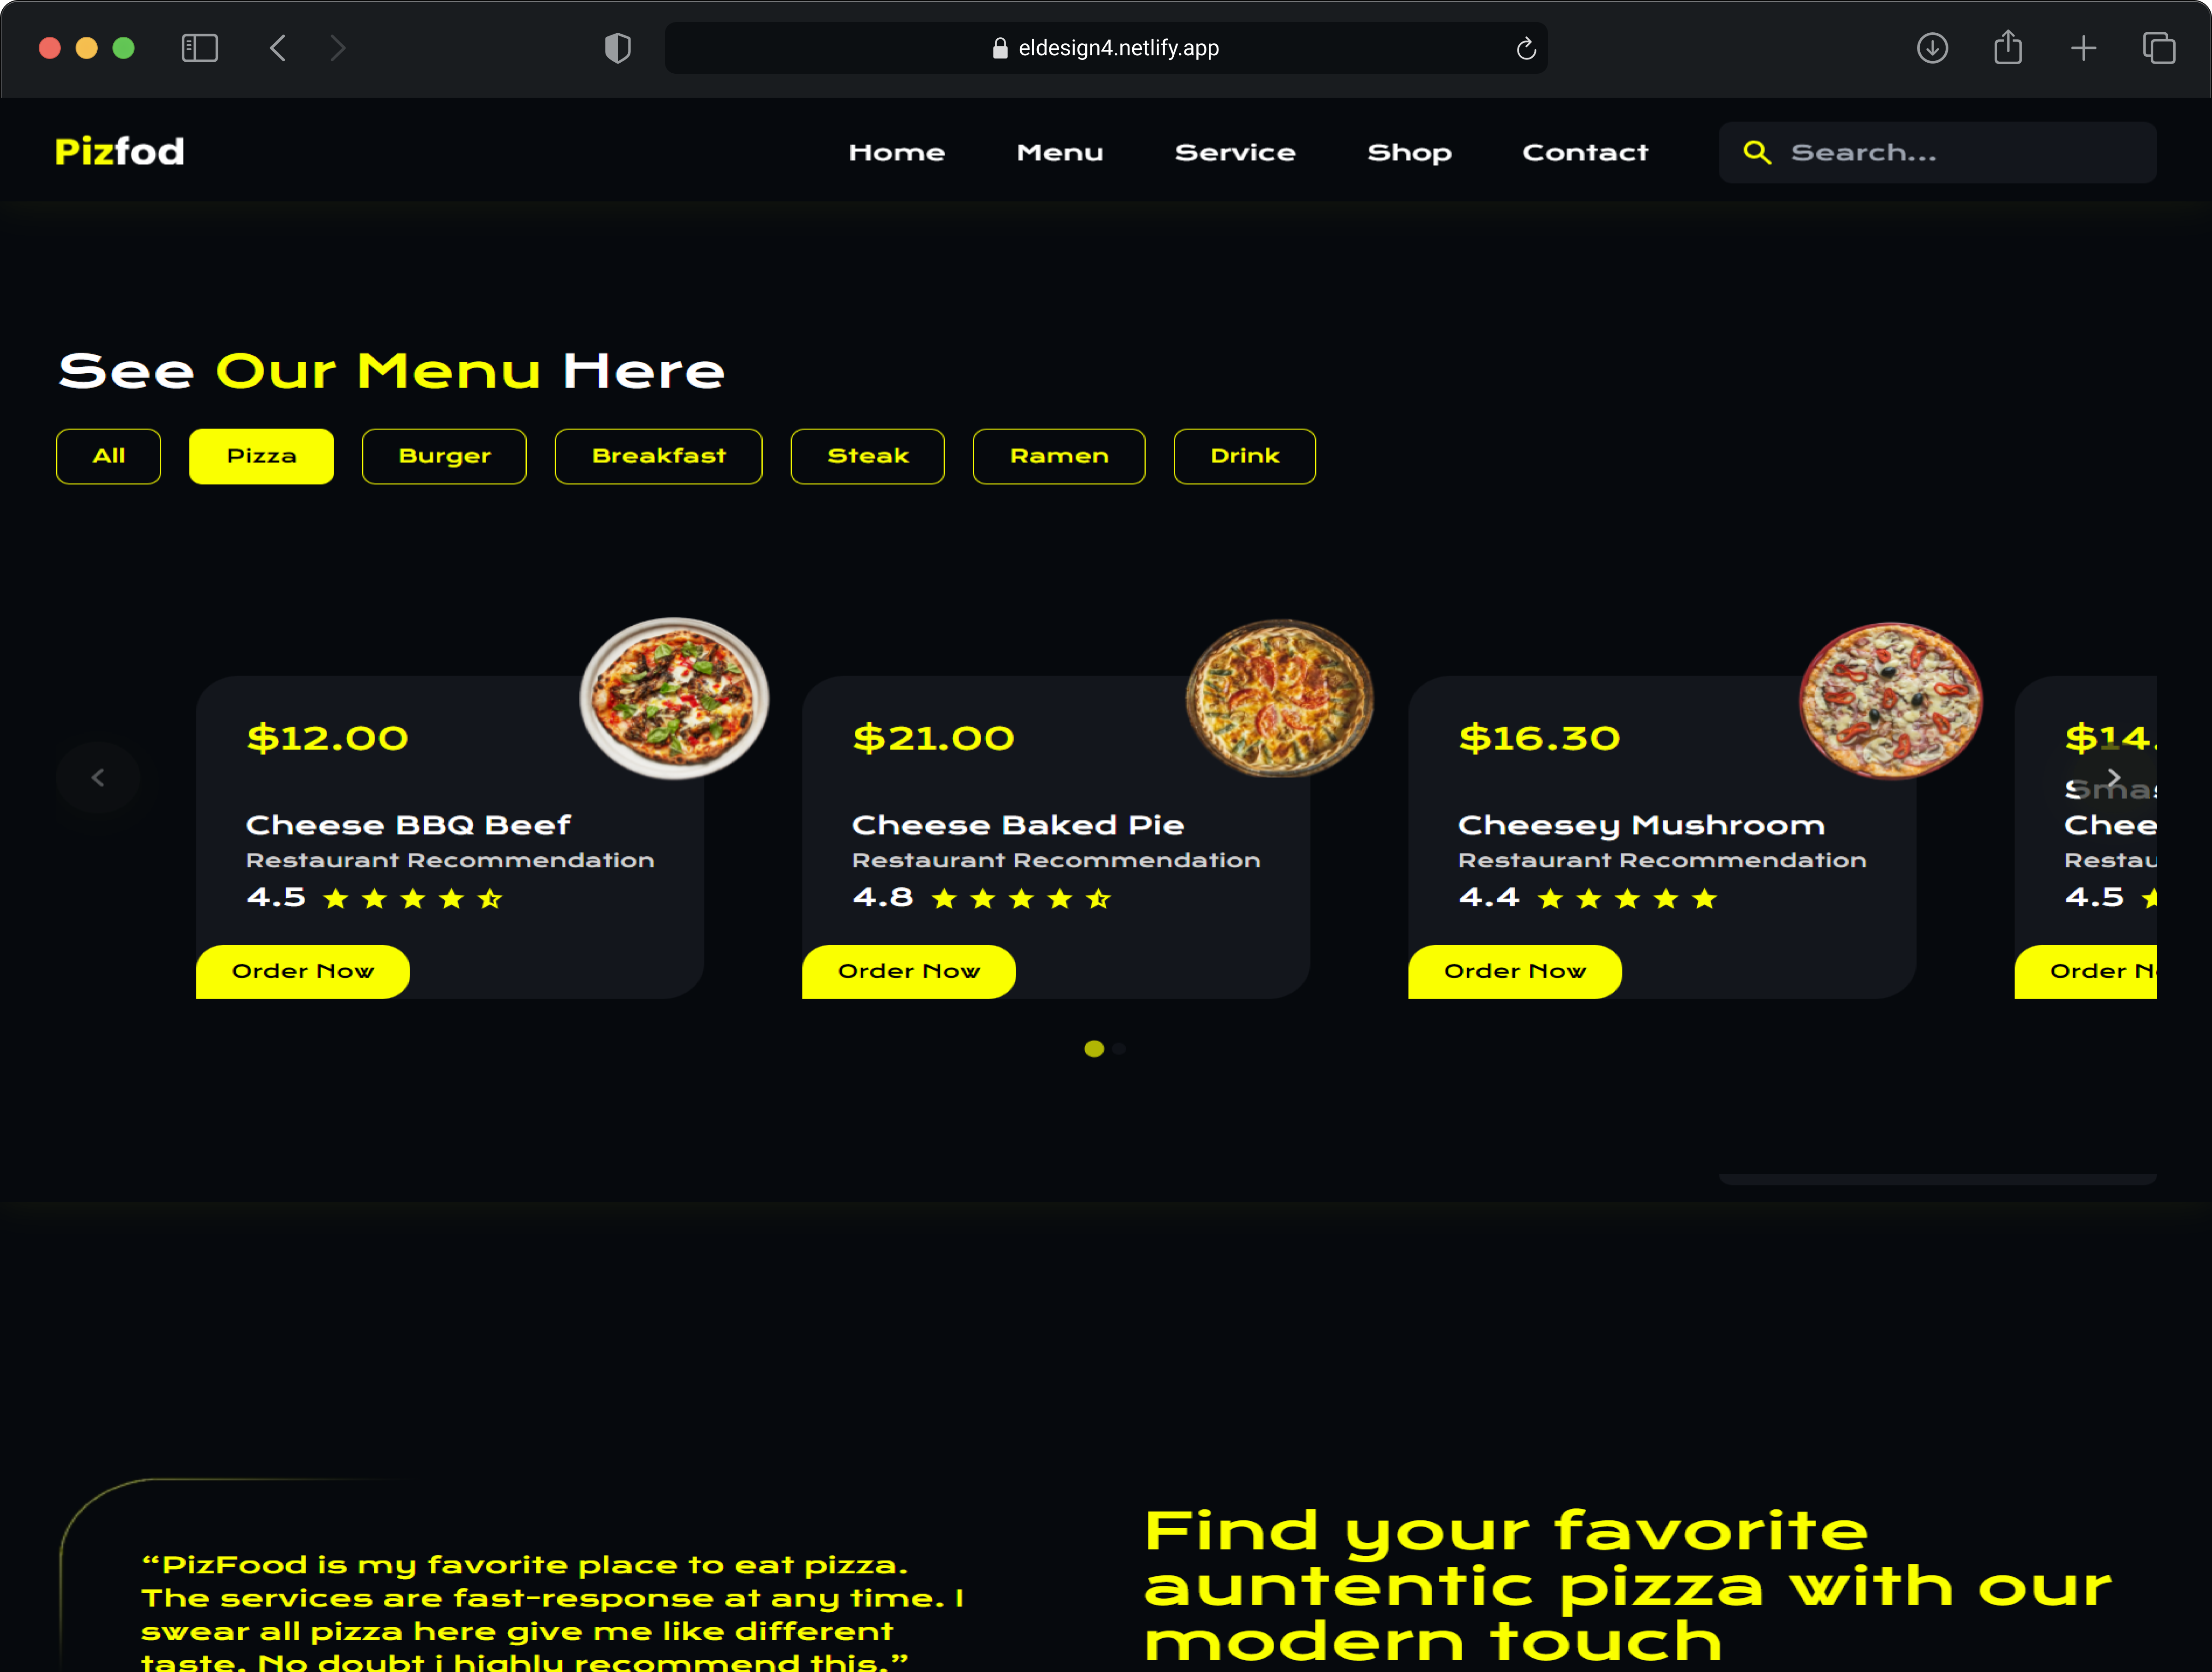 eldesign4.netlify.app
Pizfod
Home Menu Service Shop Contact Search...
See Our Menu Here
All Pizza Burger Breakfast Steak Ramen Drink
$12.00
Cheese BBQ Beef
Restaurant Recommendation
4.5
Order Now
$21.00
Cheese Baked Pie
Restaurant Recommendation
4.8
Order Now
$16.30
Cheesey Mushroom
Restaurant Recommendation
4.4
Order Now
$14.
Chee
Restau
4.5
Order
“PizFood is my favorite place to eat pizza.
The services are fast-response at any time. I
swear all pizza here give me like different
taste. No doubt i highly recommend this.”
Find your favorite
auntentic pizza with our
modern touch